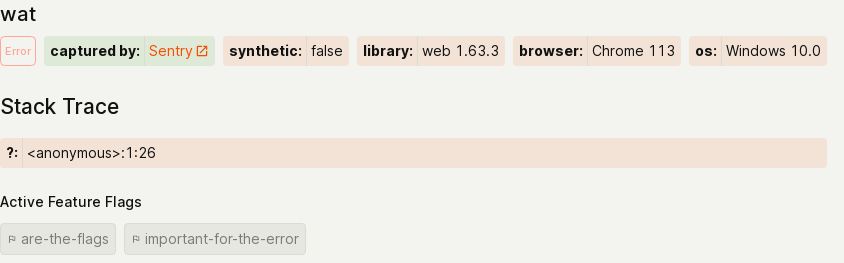 wat
Error captured by: Sentry synthetic: false library: web 1.63.3 browser: Chrome 113 os: Windows 10.0
Stack Trace
?: <anonymous>:1:26
Active Feature Flags
are-the-flags important-for-the-error